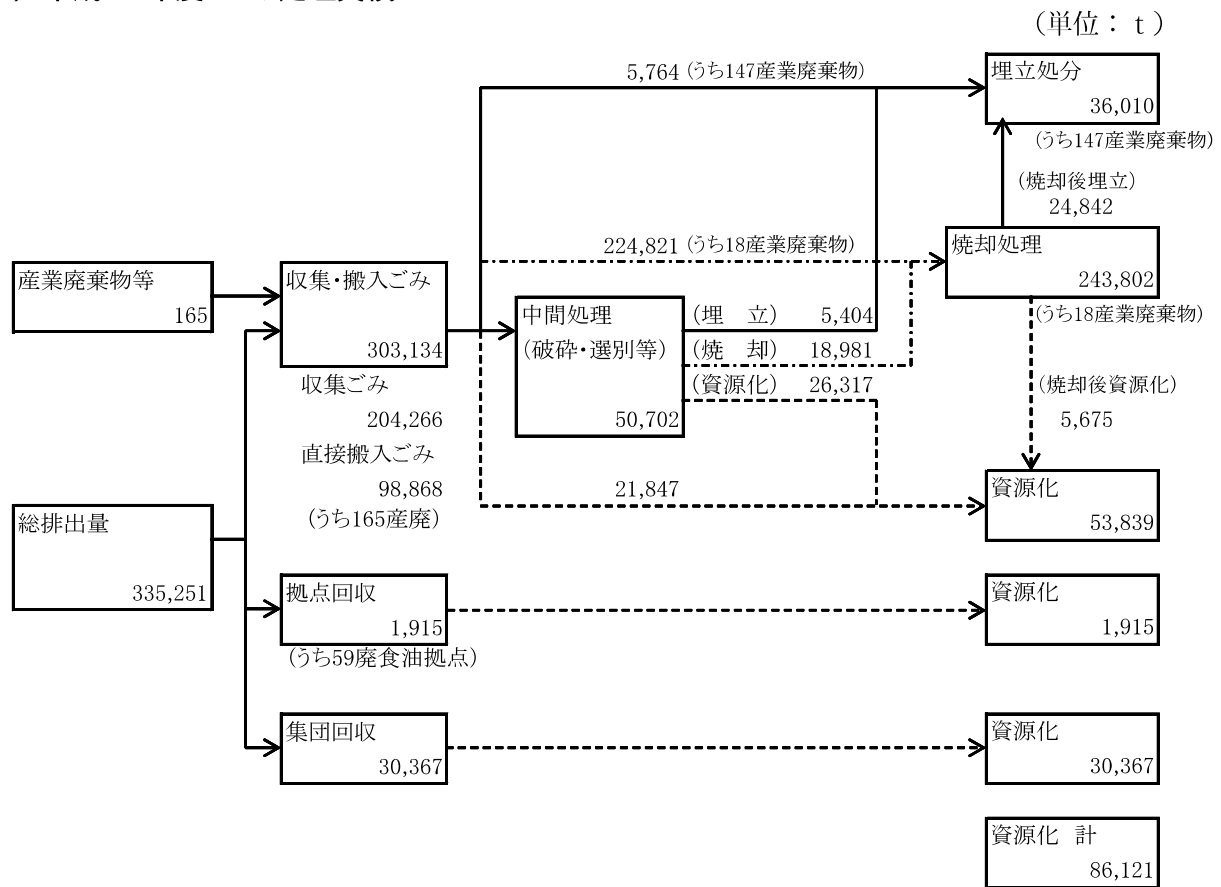 (単位：ｔ)
5,764 (うち147産業廃棄物)
埋立処分
36,010
(うち147産業廃棄物)
(焼却後埋立)
24,842
224,821 (うち18産業廃棄物)
焼却処理
243,802
(うち18産業廃棄物)
産業廃棄物等
165
収集・搬入ごみ
303,134
収集ごみ
204,266
直接搬入ごみ
98,868
(うち165産廃)
中間処理
(破砕・選別等)
50,702
(埋　立)　5,404
(焼　却)　18,981
(資源化)　26,317
(焼却後資源化)
5,675
21,847
資源化
53,839
総排出量
335,251
拠点回収
1,915
(うち59廃食油拠点)
資源化
1,915
集団回収
30,367
資源化
30,367
資源化 計
86,121